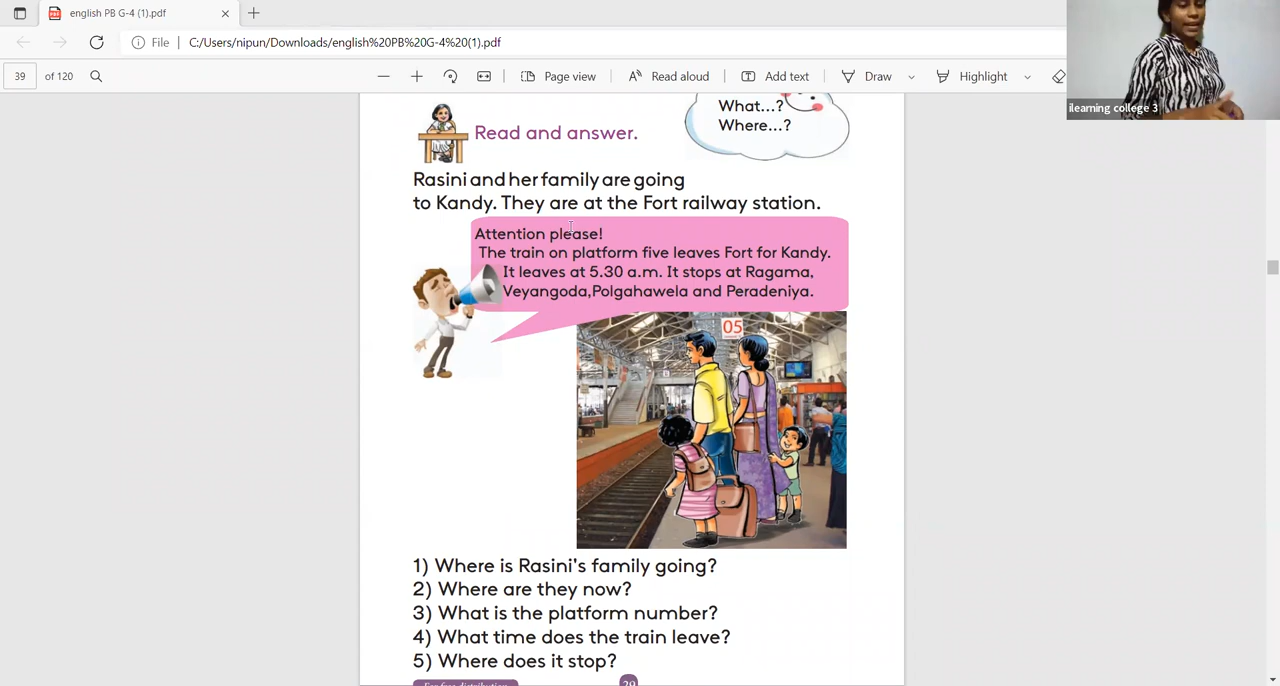 english PB G-4 (1).pdf
File
C:/Users/nipun/Downloads/english%20PB%20G-4%20(1).pdf
39
of 120
Page view
Read aloud
Add text
Draw
Highlight
ilearning college 3
What...?
Where...?
Read and answer.
Rasini and her family are going
to Kandy. They are at the Fort railway station.
Attention please!
The train on platform five leaves Fort for Kandy.
It leaves at 5.30 a.m. It stops at Ragama,
Veyangoda,Polgahawela and Peradeniya.
05
1) Where is Rasini's family going?
2) Where are they now?
3) What is the platform number?
4) What time does the train leave?
5) Where does it stop?
For free distribution
29